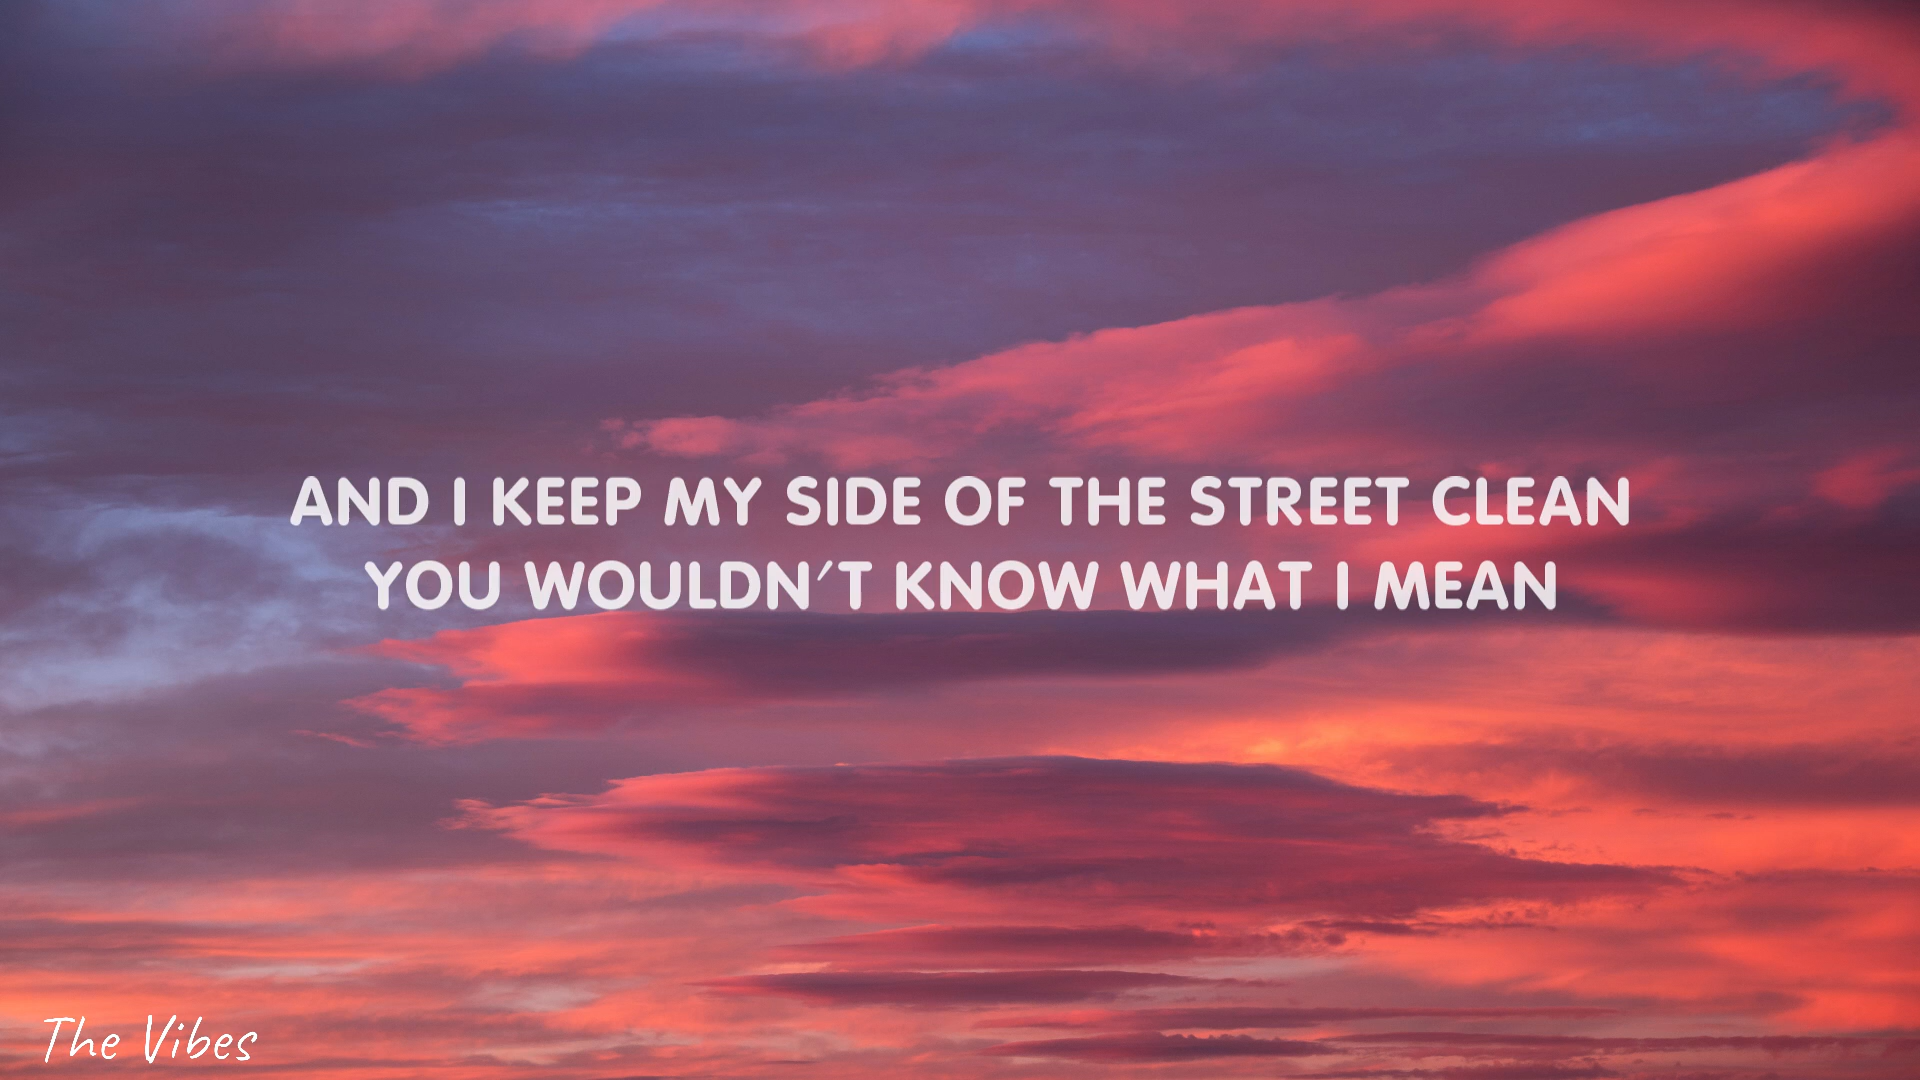 AND I KEEP MY SIDE OF THE STREET CLEAN
YOU WOULDN'T KNOW WHAT I MEAN
The Vibes